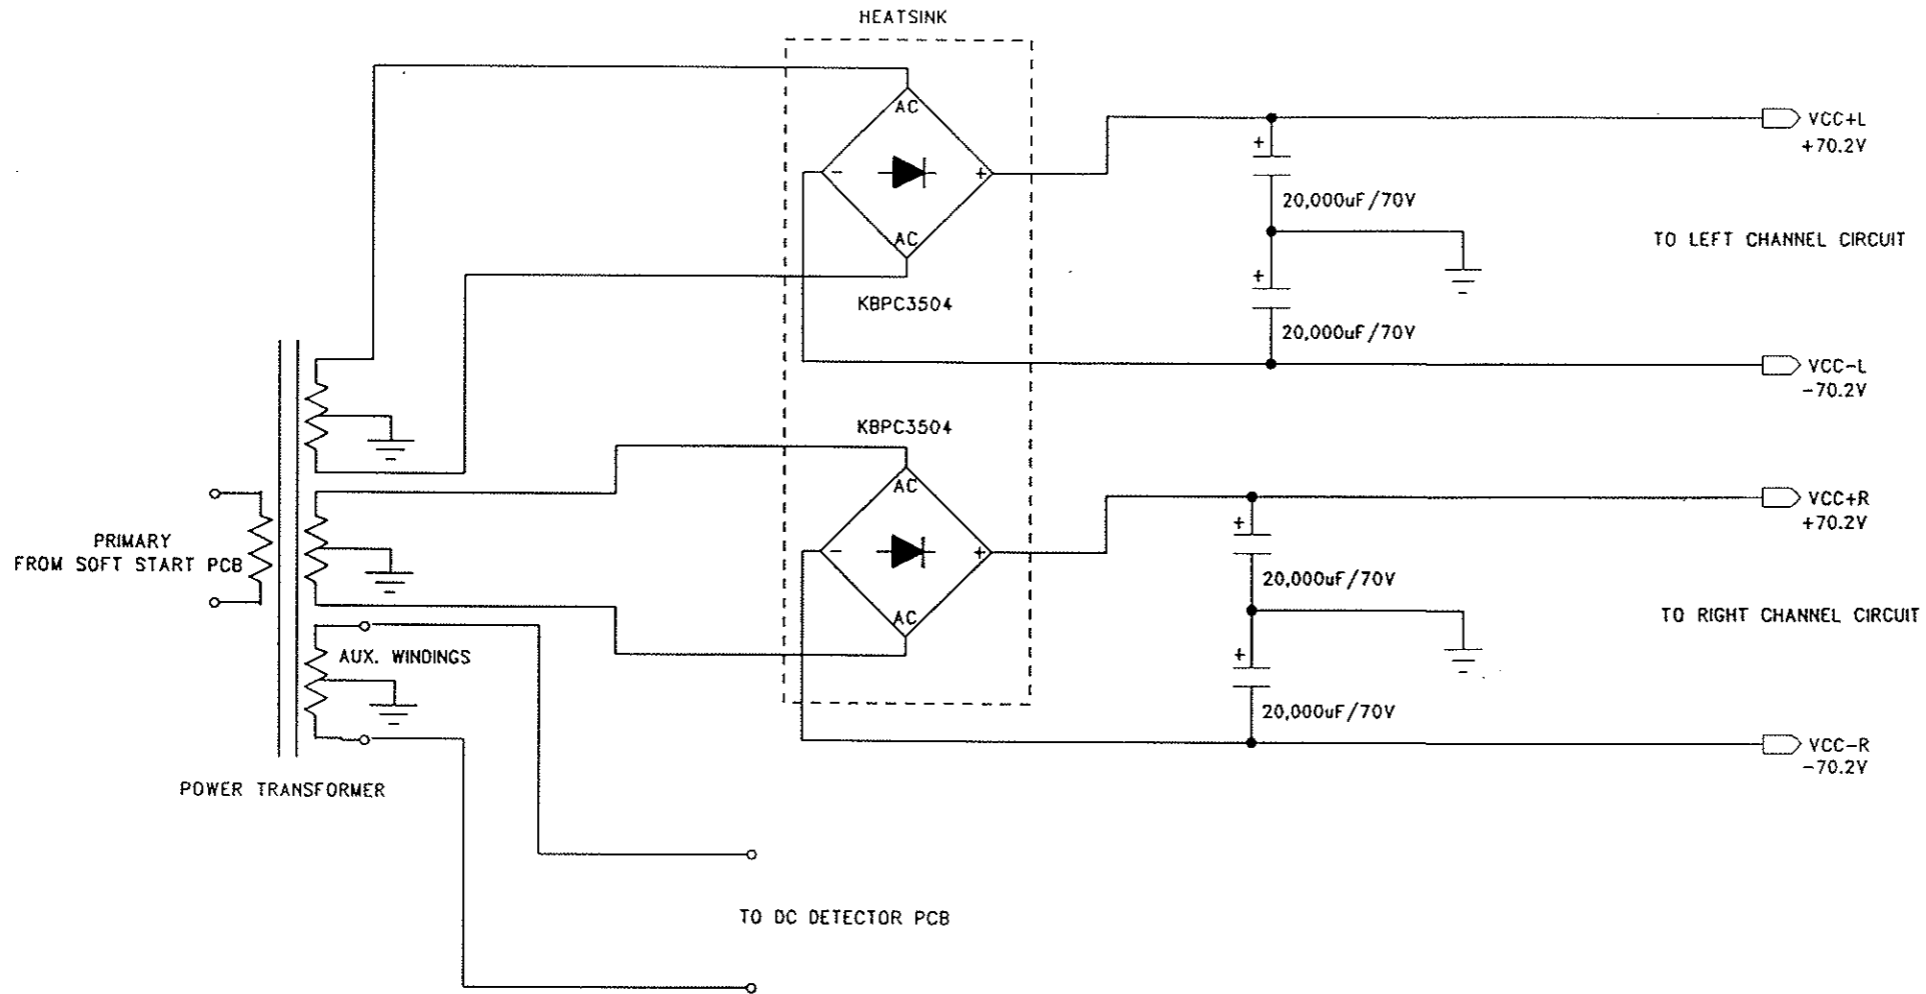 HEATSINK
AC
- +
AC
KBPC3504
+
20,000uF/70V
+
20,000uF/70V
VCC+L
+70.2V
TO LEFT CHANNEL CIRCUIT
VCC-L
-70.2V
KBPC3504
AC
- +
AC
+
20,000uF/70V
+
20,000uF/70V
VCC+R
+70.2V
TO RIGHT CHANNEL CIRCUIT
VCC-R
-70.2V
PRIMARY
FROM SOFT START PCB
AUX. WINDINGS
POWER TRANSFORMER
TO DC DETECTOR PCB